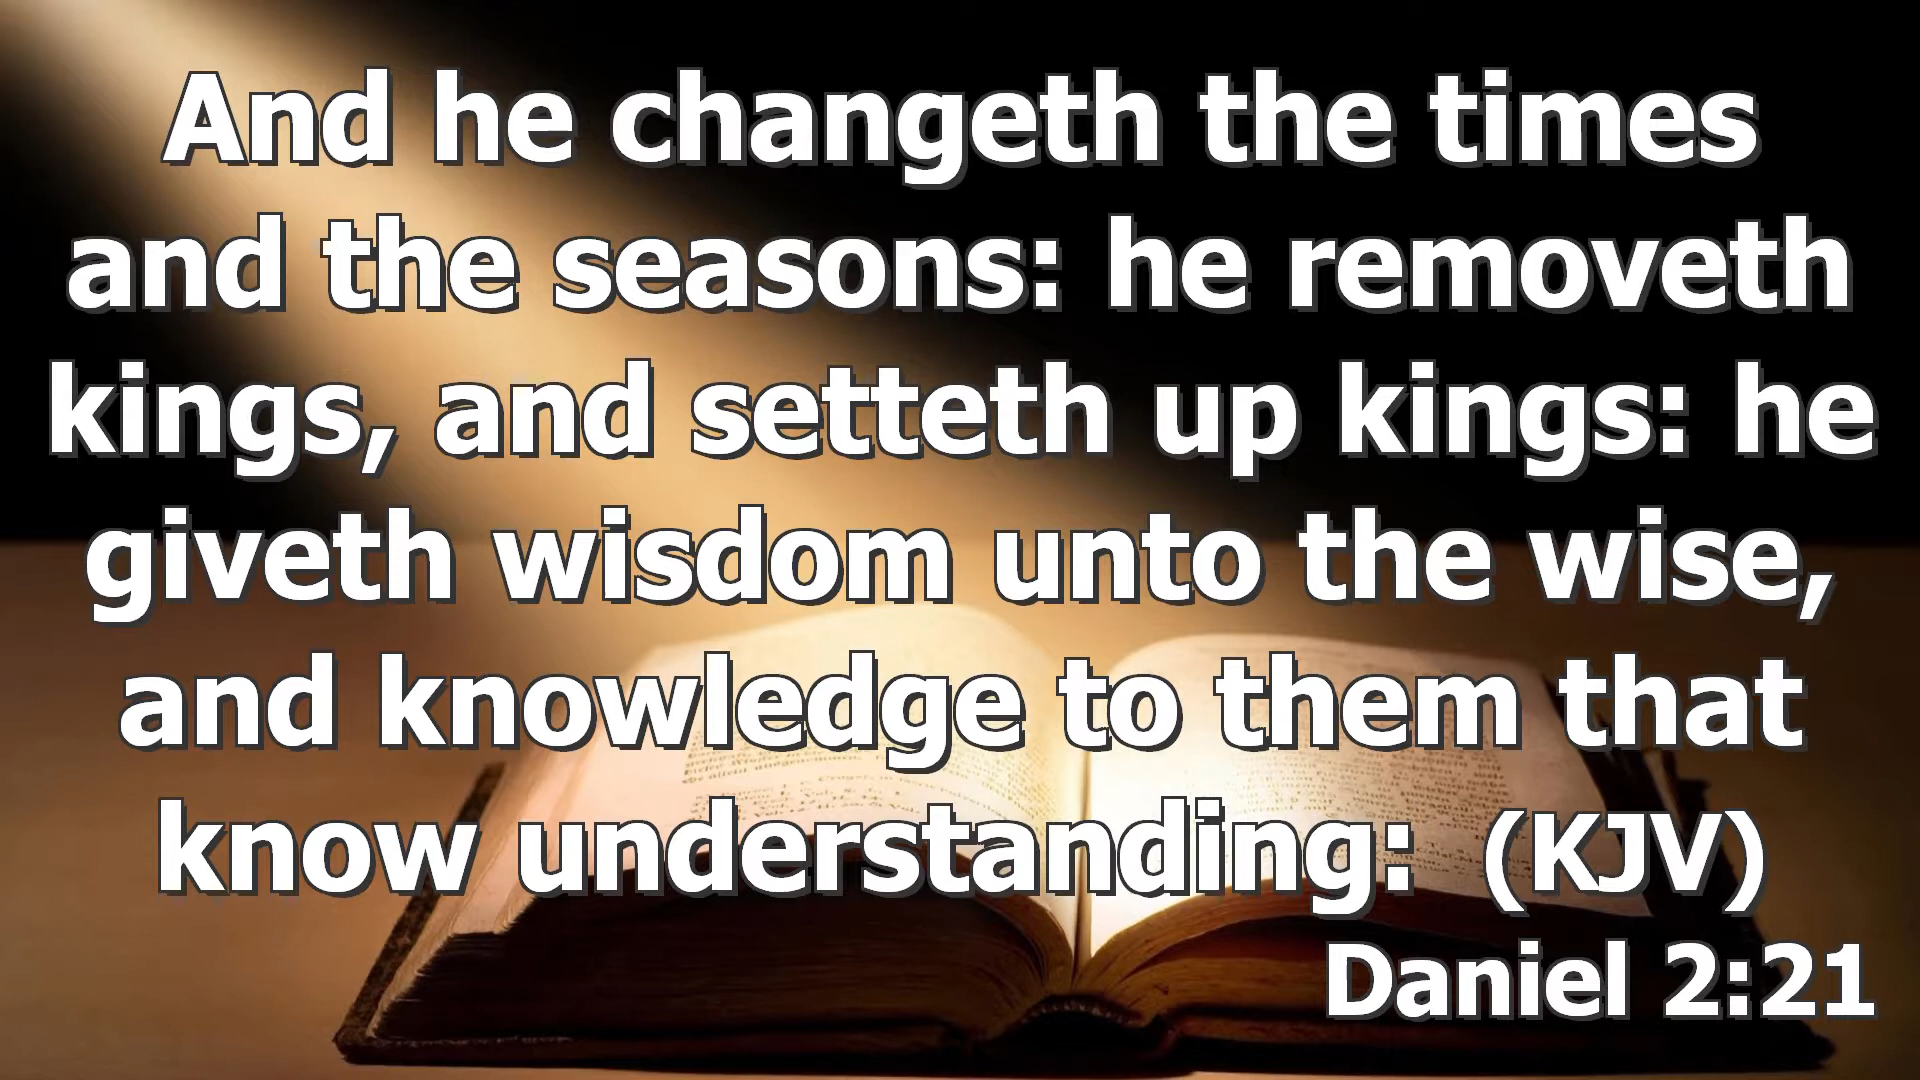 And he changeth the times
and the seasons: he removeth
kings, and setteth up kings: he
giveth wisdom unto the wise,
and knowledge to them that
know understanding:  (KJV)
Daniel 2:21